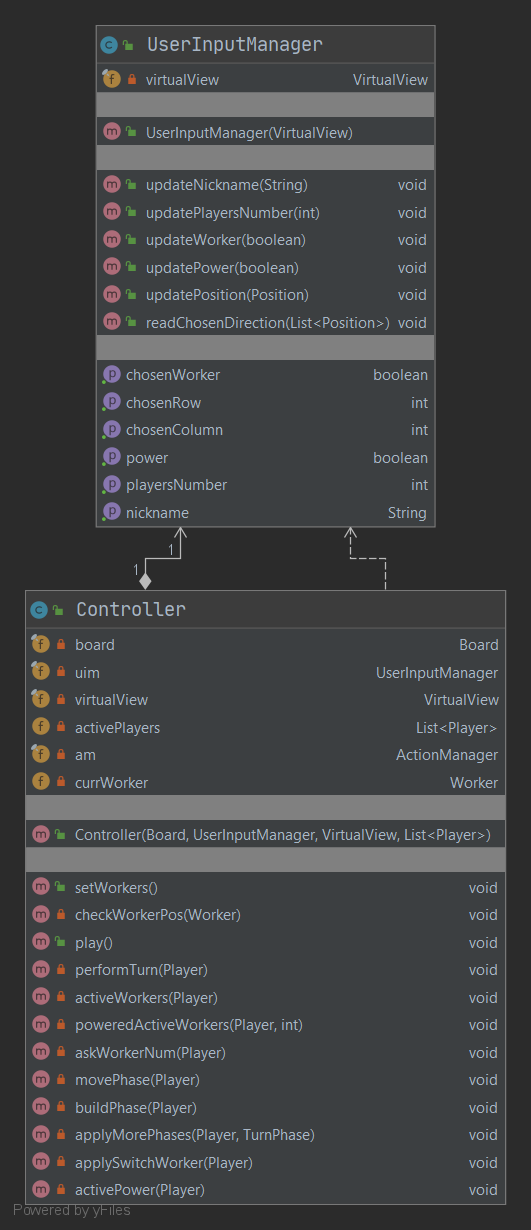 UserInputManager
virtualView VirtualView
UserInputManager(VirtualView)
updateNickname(String) void
updatePlayersNumber(int) void
updateWorker(boolean) void
updatePower(boolean) void
updatePosition(Position) void
readChosenDirection(List<Position>) void
chosenWorker boolean
chosenRow int
chosenColumn int
power boolean
playersNumber int
nickname String
1
1
Controller
board Board
uim UserInputManager
virtualView VirtualView
activePlayers List<Player>
am ActionManager
currWorker Worker
Controller(Board, UserInputManager, VirtualView, List<Player>)
setWorkers() void
checkWorkerPos(Worker) void
play() void
performTurn(Player) void
activeWorkers(Player) void
poweredActiveWorkers(Player, int) void
askWorkerNum(Player) void
movePhase(Player) void
buildPhase(Player) void
applyMorePhases(Player, TurnPhase) void
applySwitchWorker(Player) void
activePower(Player) void
Powered by yFiles